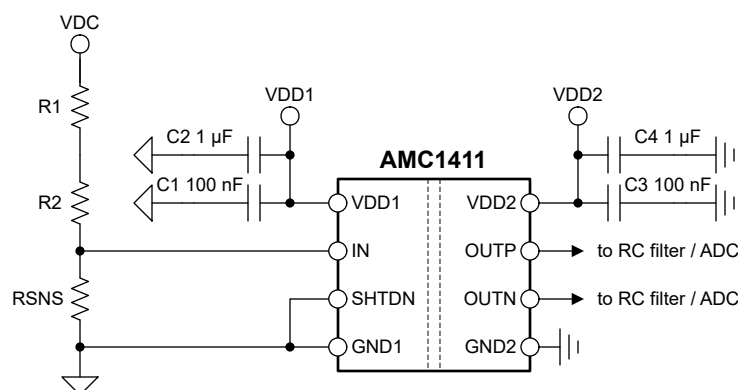 VDC
R1
VDD1
VDD2
C2 1 µF
C4 1 µF
AMC1411
C1 100 nF
C3 100 nF
R2
VDD1
VDD2
IN
OUTP
to RC filter / ADC
RSNS
SHTDN
OUTN
to RC filter / ADC
GND1
GND2